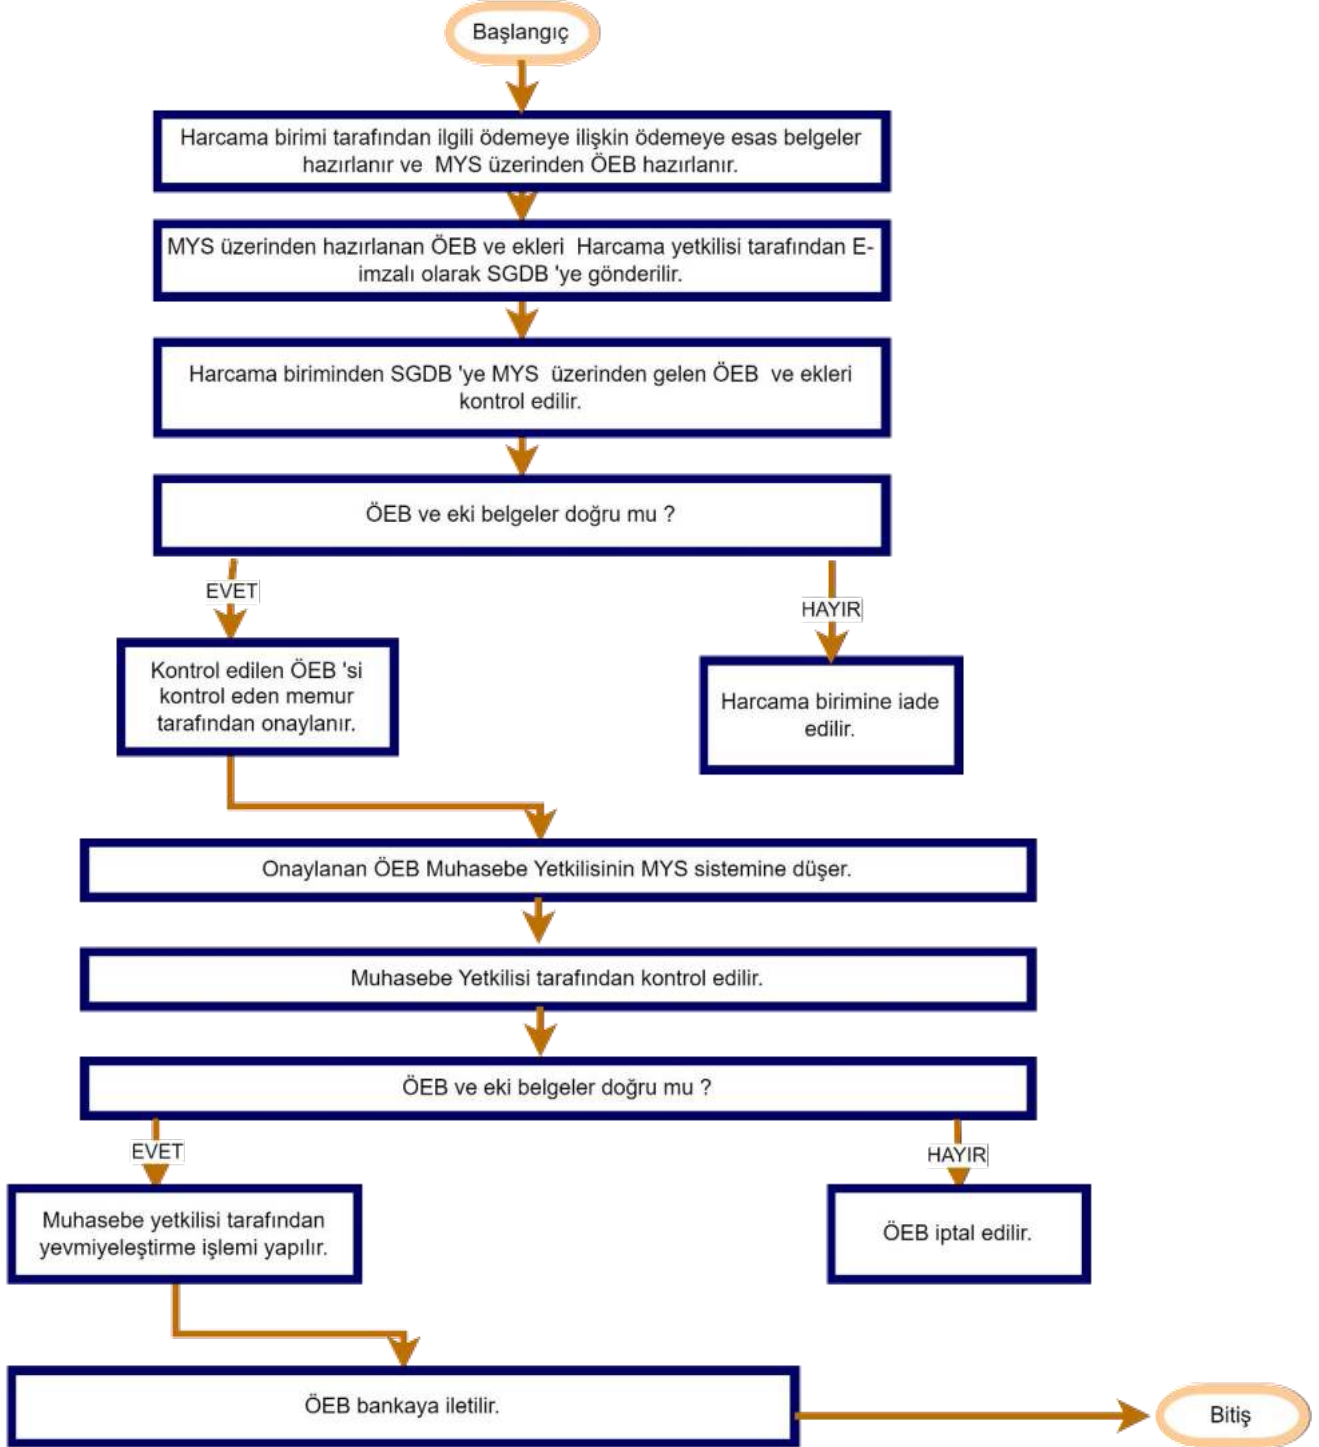 Başlangıç
Harcama birimi tarafından ilgili ödemeye ilişkin ödemeye esas belgeler
hazırlanır ve MYS üzerinden ÖEB hazırlanır.
MYS üzerinden hazırlanan ÖEB ve ekleri Harcama yetkilisi tarafından E-
imzalı olarak SGDB 'ye gönderilir.
Harcama biriminden SGDB 'ye MYS üzerinden gelen ÖEB ve ekleri
kontrol edilir.
ÖEB ve eki belgeler doğru mu ?
EVET
HAYIR
Kontrol edilen ÖEB 'si
kontrol eden memur
tarafından onaylanır.
Harcama birimine iade
edilir.
Onaylanan ÖEB Muhasebe Yetkilisinin MYS sistemine düşer.
Muhasebe Yetkilisi tarafından kontrol edilir.
ÖEB ve eki belgeler doğru mu ?
EVET
HAYIR
Muhasebe yetkilisi tarafından
yevmiyeleştirme işlemi yapılır.
ÖEB iptal edilir.
ÖEB bankaya iletilir.
Bitiş